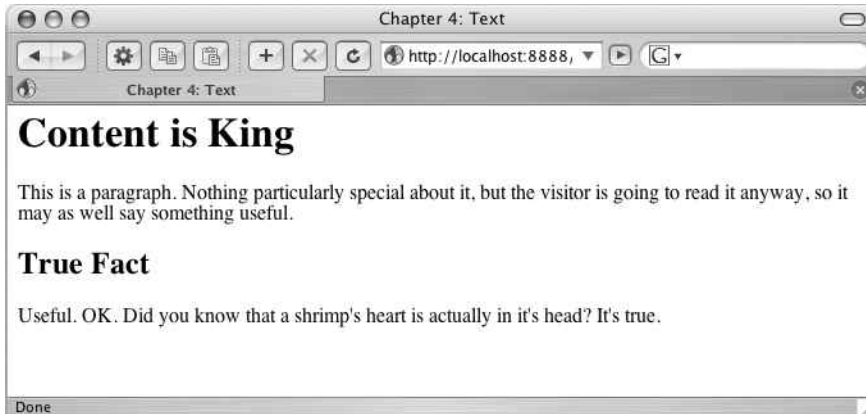 Chapter 4: Text
http://localhost:8888/
G
Chapter 4: Text
Content is King
This is a paragraph. Nothing particularly special about it, but the visitor is going to read it anyway, so it
may as well say something useful.
True Fact
Useful. OK. Did you know that a shrimp's heart is actually in it's head? It's true.
Done